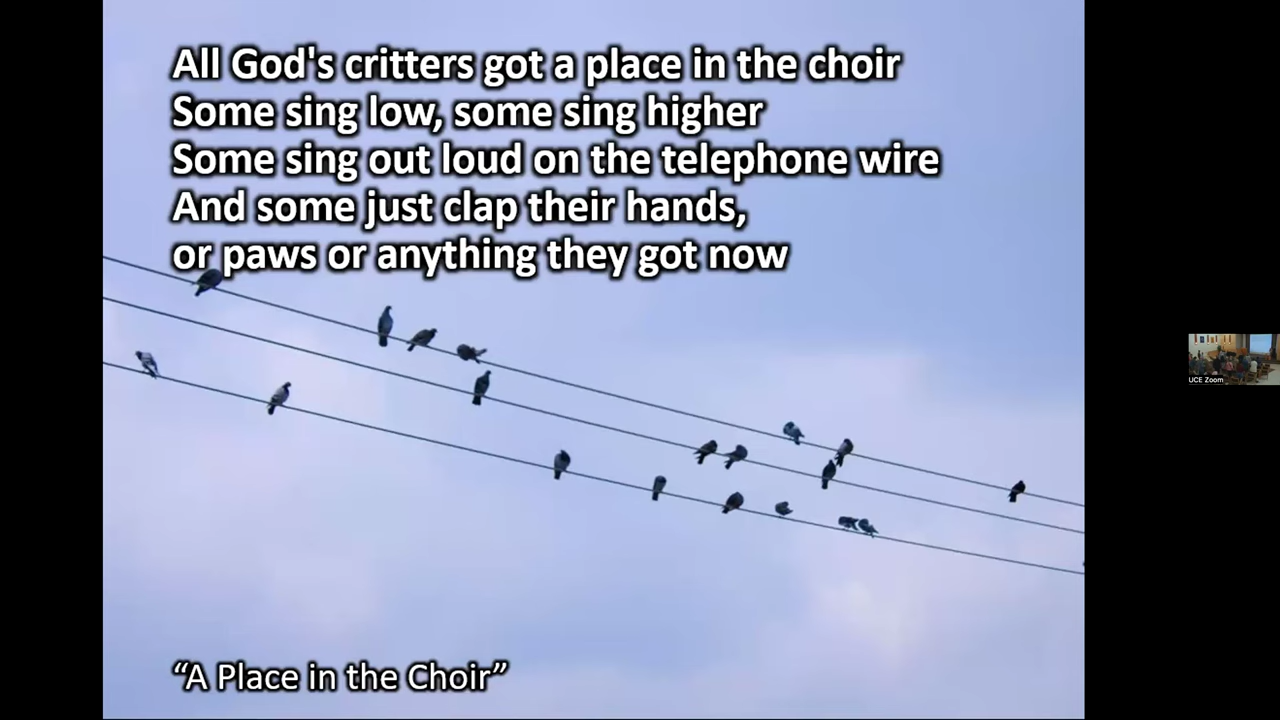 All God's critters got a place in the choir
Some sing low, some sing higher
Some sing out loud on the telephone wire
And some just clap their hands,
or paws or anything they got now
UCE Zoom
“A Place in the Choir”